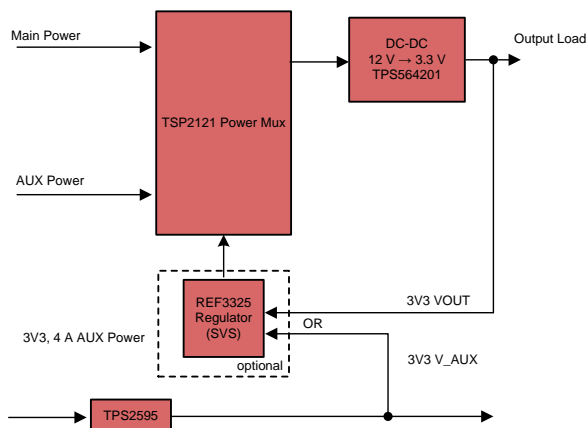 Main Power
AUX Power
TSP2121 Power Mux
DC-DC
12 V → 3.3 V
TPS564201
Output Load
REF3325
Regulator
(SVS)
optional
3V3 VOUT
OR
3V3 V_AUX
3V3, 4 A AUX Power
TPS2595